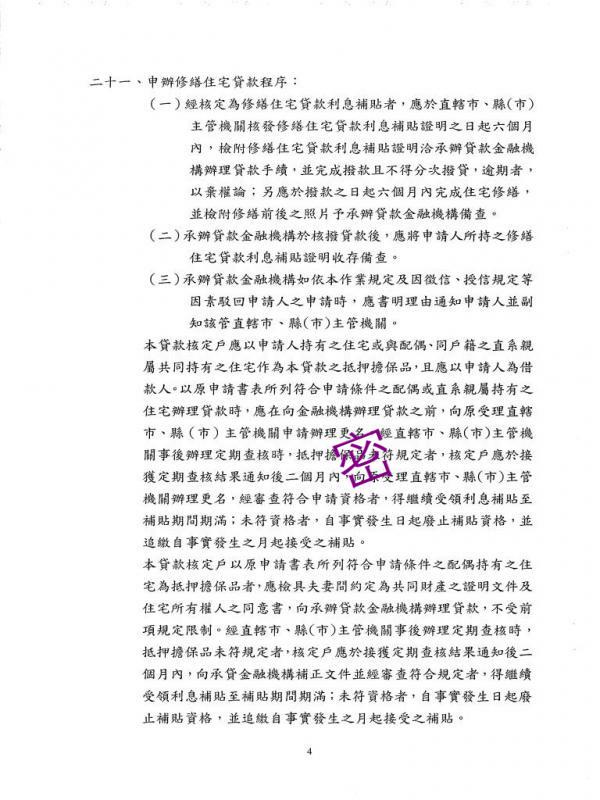 二十一、申辦修繕住宅貸款程序：
(一)經核定為修繕住宅貸款利息補貼者，應於直轄市、縣(市)
主管機關核發修繕住宅貸款利息補貼證明之日起六個月
內，檢附修繕住宅貸款利息補貼證明洽承辦貸款金融機
構辦理貸款手續，並完成撥款且不得分次撥貸，逾期者，
以棄權論；另應於撥款之日起六個月內完成住宅修繕，
並檢附修繕前後之照片予承辦貸款金融機構備查。
(二)承辦貸款金融機構於核撥貸款後，應將申請人所持之修繕
住宅貸款利息補貼證明收存備查。
(三)承辦貸款金融機構如依本作業規定及因徵信、授信規定等
因素駁回申請人之申請時，應書明理由通知申請人並副
知該管直轄市、縣(市)主管機關。
本貸款核定戶應以申請人持有之住宅或與配偶、同戶籍之直系親
屬共同持有之住宅作為本貸款之抵押擔保品，且應以申請人為借
款人。以原申請書表所列符合申請條件之配偶或直系親屬持有之
住宅辦理貸款時，應在向金融機構辦理貸款之前，向原受理直轄
市、縣（市）主管機關申請辦理更名。經直轄市、縣(市)主管機
關事後辦理定期查核時，抵押擔保品未符規定者，核定戶應於接
獲定期查核結果通知後二個月內，向原受理直轄市、縣(市)主管
機關辦理更名，經審查符合申請資格者，得繼續受領利息補貼至
補貼期間期滿；未符資格者，自事實發生日起廢止補貼資格，並
追繳自事實發生之月起接受之補貼。
本貸款核定戶以原申請書表所列符合申請條件之配偶持有之住
宅為抵押擔保品者，應檢具夫妻間約定為共同財產之證明文件及
住宅所有權人之同意書，向承辦貸款金融機構辦理貸款，不受前
項規定限制。經直轄市、縣(市)主管機關事後辦理定期查核時，
抵押擔保品未符規定者，核定戶應於接獲定期查核結果通知後二
個月內，向承貸金融機構補正文件並經審查符合規定者，得繼續
受領利息補貼至補貼期間期滿；未符資格者，自事實發生日起廢
止補貼資格，並追繳自事實發生之月起接受之補貼。
密
4